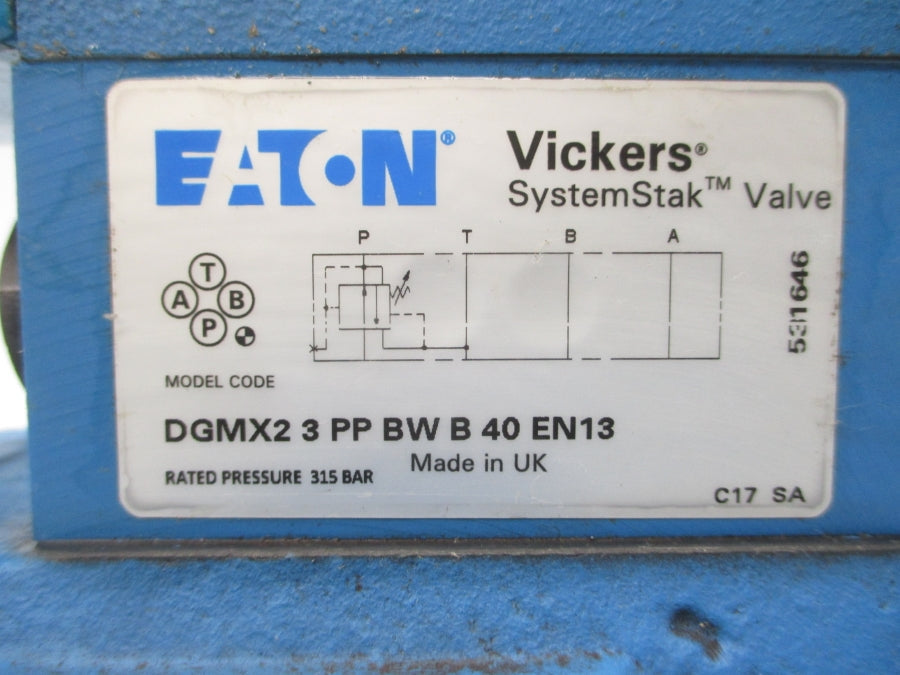 EATON®
Vickers®
SystemStak™ Valve
P T B A
T
A B
P
531646
MODEL CODE
DGMX2 3 PP BW B 40 EN13
Made in UK
RATED PRESSURE 315 BAR
C17 SA